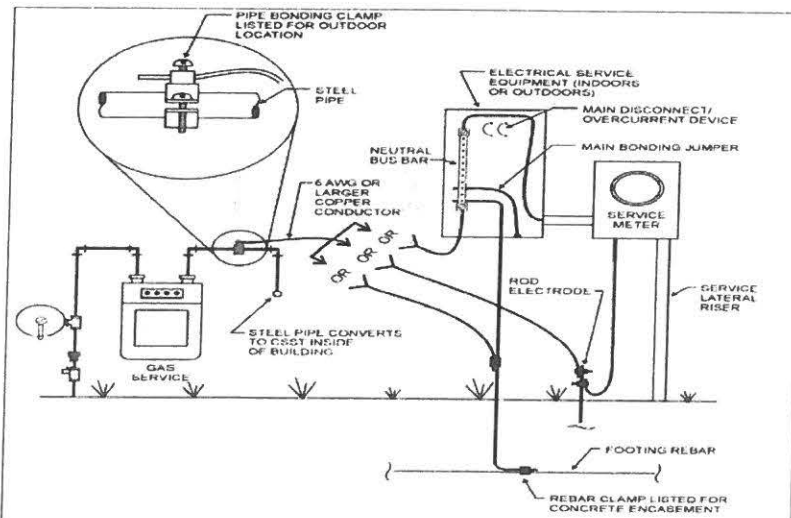 PIPE BONDING CLAMP
LISTED FOR OUTDOOR
LOCATION
STEEL
PIPE
ELECTRICAL SERVICE
EQUIPMENT (INDOORS
OR OUTDOORS)
MAIN DISCONNECT/
OVERCURRENT DEVICE
NEUTRAL
BUS BAR
MAIN BONDING JUMPER
6 AWG OR
LARGER
COPPER
CONDUCTOR
OR
OR
OR
SERVICE
METER
ROD
ELECTRODE
SERVICE
LATERAL
RISER
STEEL PIPE CONVERTS
TO CSST INSIDE
OF BUILDING
GAS
SERVICE
FOOTING REBAR
REBAR CLAMP LISTED FOR
CONCRETE ENCASEMENT